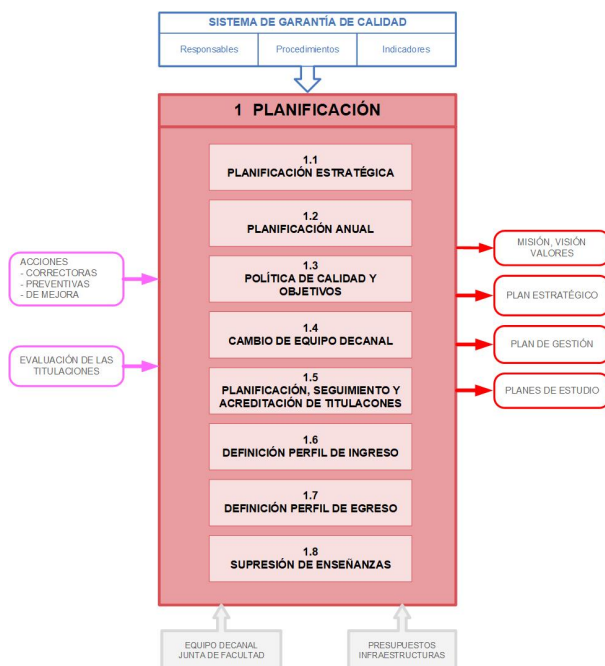 SISTEMA DE GARANTÍA DE CALIDAD
Responsables
Procedimientos
Indicadores
1 PLANIFICACIÓN
1.1
PLANIFICACIÓN ESTRATÉGICA
1.2
PLANIFICACIÓN ANUAL
1.3
POLÍTICA DE CALIDAD Y
OBJETIVOS
1.4
CAMBIO DE EQUIPO DECANAL
1.5
PLANIFICACIÓN, SEGUIMIENTO Y
ACREDITACIÓN DE TITULACONES
1.6
DEFINICIÓN PERFIL DE INGRESO
1.7
DEFINICIÓN PERFIL DE EGRESO
1.8
SUPRESIÓN DE ENSEÑANZAS
ACCIONES
- CORRECTORAS
- PREVENTIVAS
- DE MEJORA
EVALUACIÓN DE LAS
TITULACIONES
MISIÓN, VISIÓN
VALORES
PLAN ESTRATÉGICO
PLAN DE GESTIÓN
PLANES DE ESTUDIO
EQUIPO DECANAL
JUNTA DE FACULTAD
PRESUPUESTOS
INFRAESTRUCTURAS